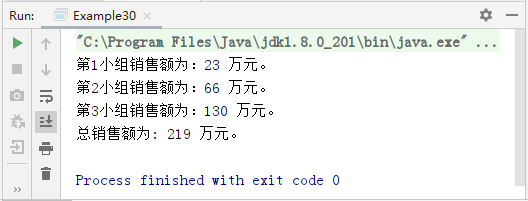 Run: Example30
"C:\Program Files\Java\jdk1.8.0_201\bin\java.exe" ...
第1小组销售额为：23 万元。
第2小组销售额为：66 万元。
第3小组销售额为：130 万元。
总销售额为: 219 万元。
Process finished with exit code 0